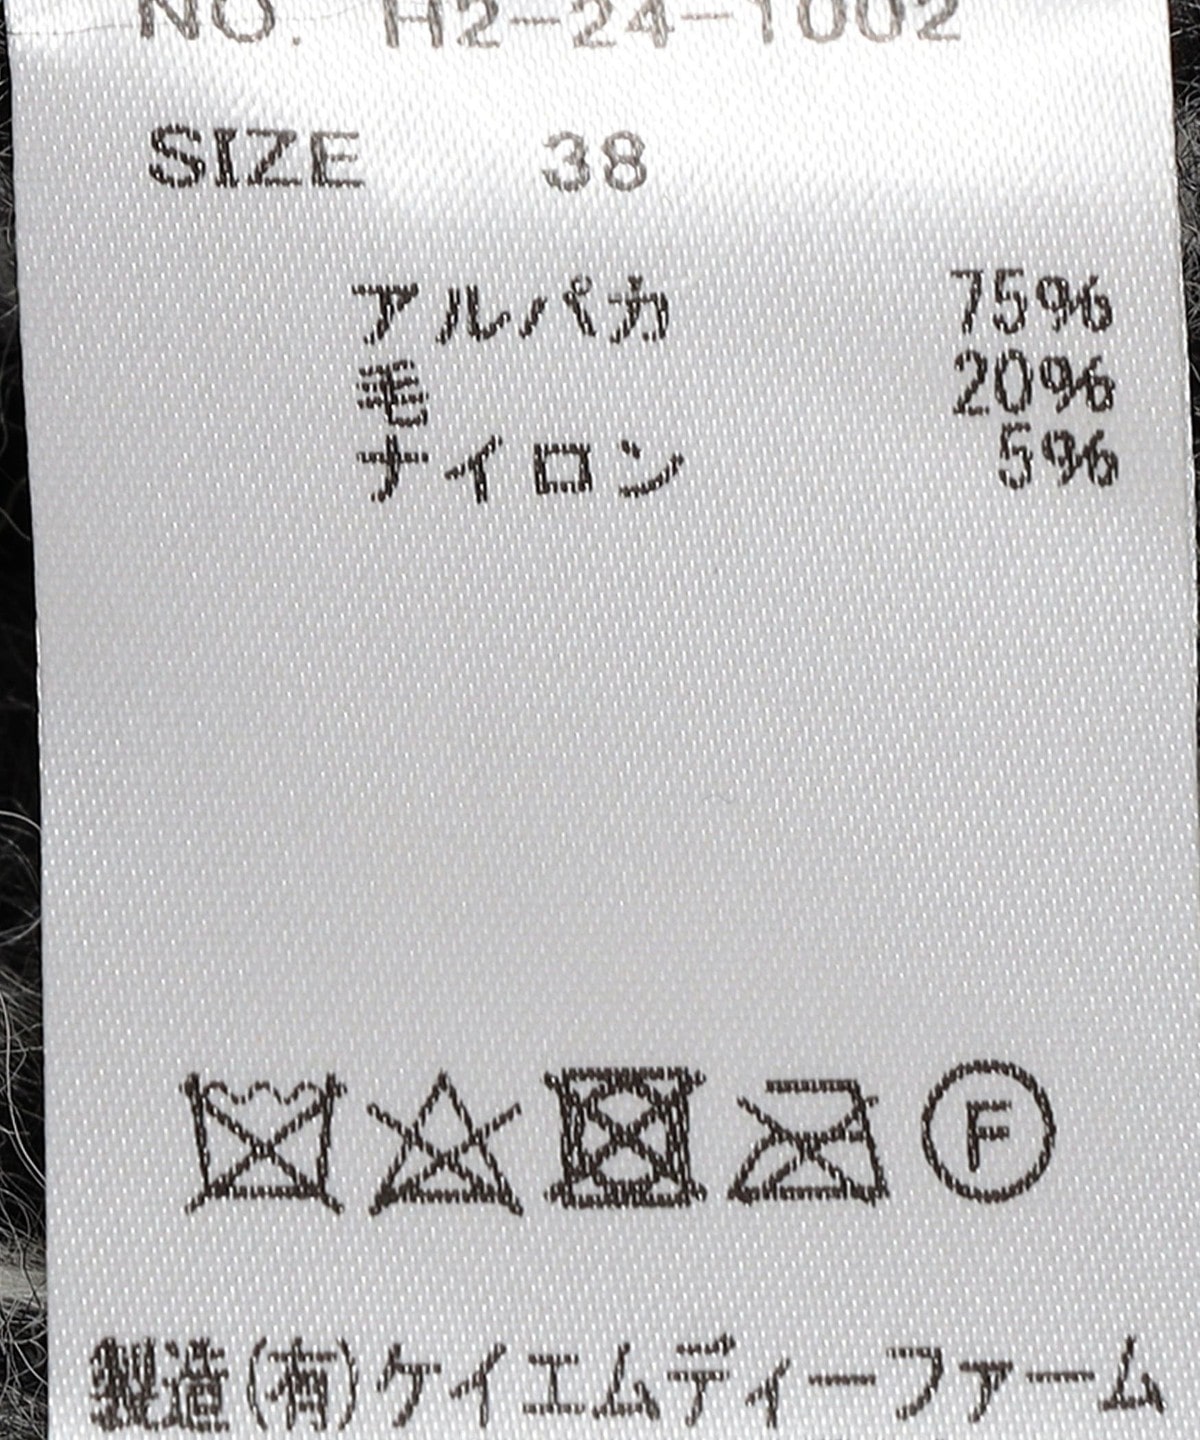 NO. H2-24-1002
SIZE 38
アルパカ 75%
毛 20%
ナイロン 5%
F
製造(有)ケイエムディーファーム